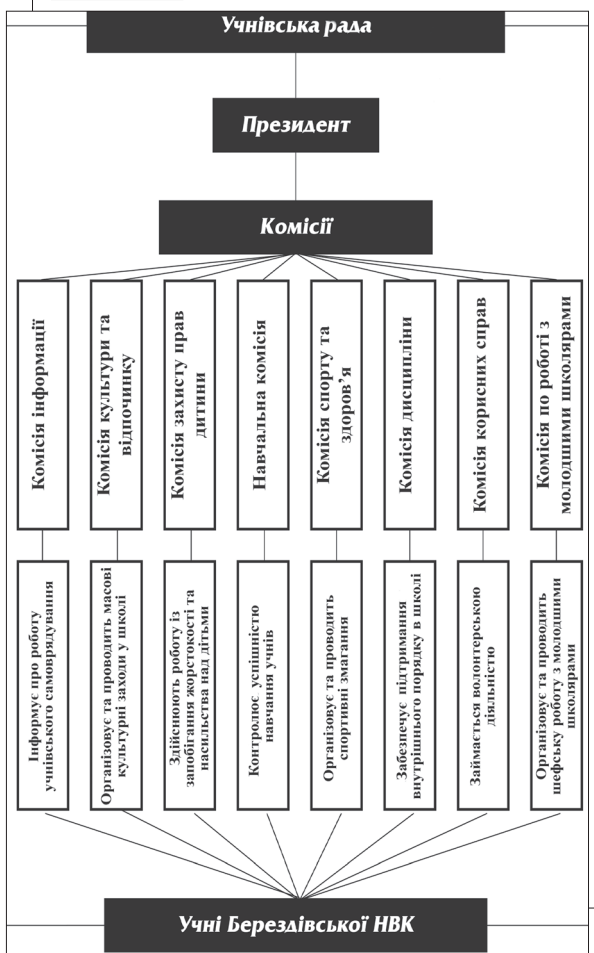 Учнівська рада
Президент
Комісії
Комісія інформації
Комісія культури та
відпочинку
Комісія захисту прав
дитини
Навчальна комісія
Комісія спорту та
здоров’я
Комісія дисципліни
Комісія корисних справ
Комісія по роботі з
молодшими школярами
Інформує про роботу
учнівського самоврядування
Організовує та проводить масові
культурні заходи у школі
Здійснюють роботу із
запобігання жорстокості та
насильства над дітьми
Контролює успішністю
навчання учнів
Організовує та проводить
спортивні змагання
Забезпечує підтримання
внутрішнього порядку в школі
Займається волонтерською
діяльністю
Організовує та проводить
шефську роботу з молодшими
школярами
Учні Берездівської НВК